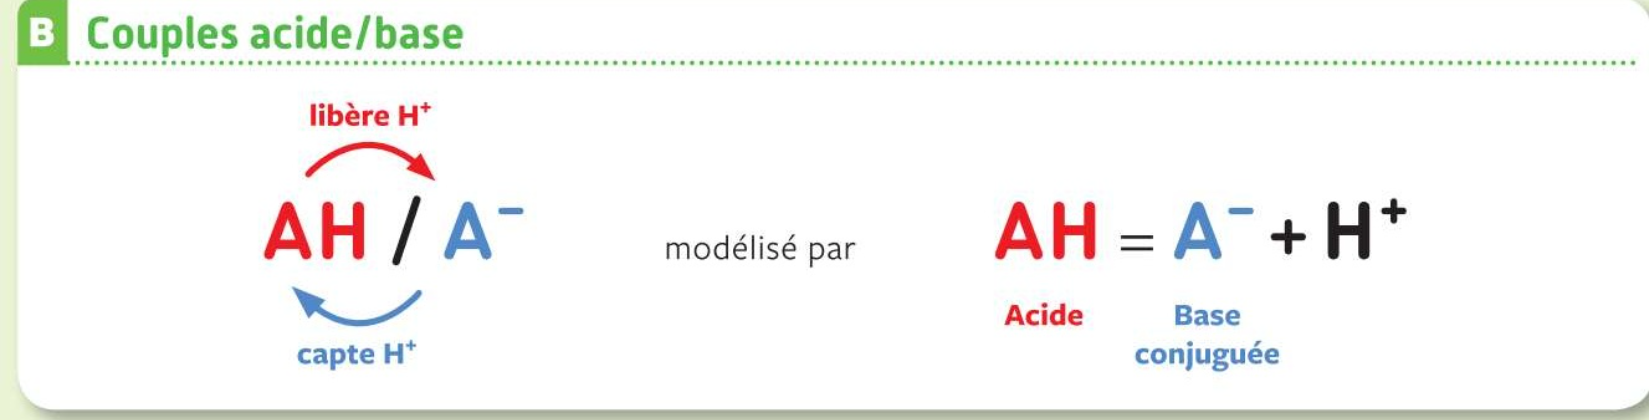 B Couples acide/base
libère H⁺
AH / A⁻
capte H⁺
modélisé par
AH = A⁻ + H⁺
Acide
Base
conjuguée